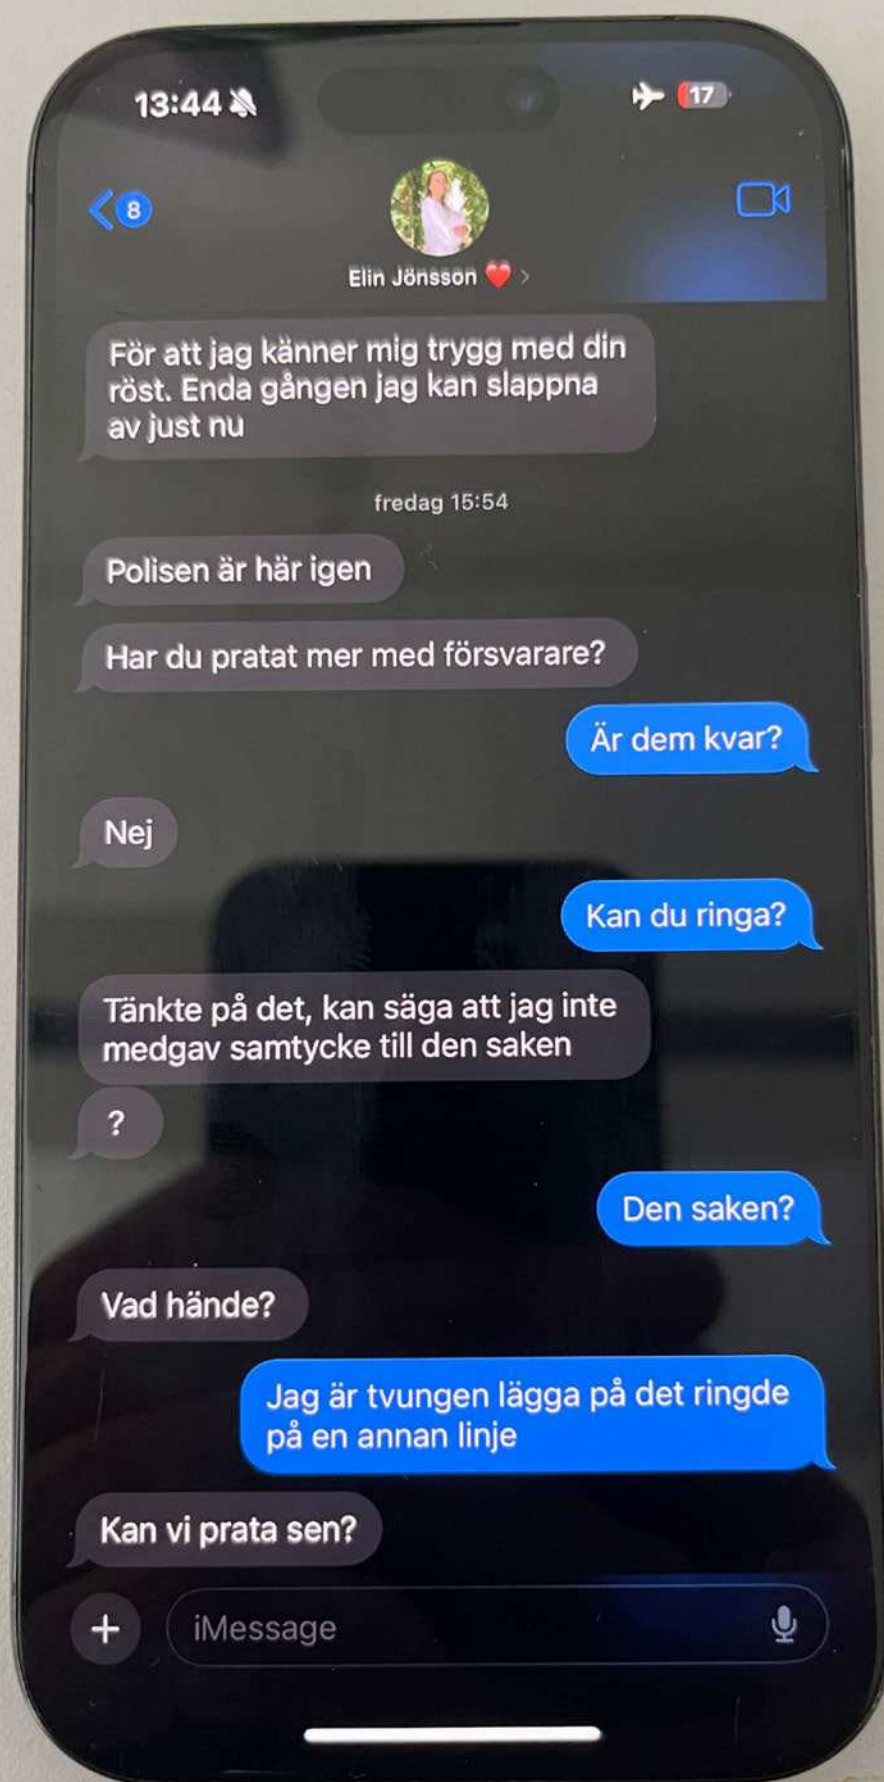 13:44
17
8
Elin Jönsson ❤️ >
För att jag känner mig trygg med din
röst. Enda gången jag kan slappna
av just nu
fredag 15:54
Polisen är här igen
Har du pratat mer med försvarare?
Är dem kvar?
Nej
Kan du ringa?
Tänkte på det, kan säga att jag inte
medgav samtycke till den saken
?
Den saken?
Vad hände?
Jag är tvungen lägga på det ringde
på en annan linje
Kan vi prata sen?
+
iMessage